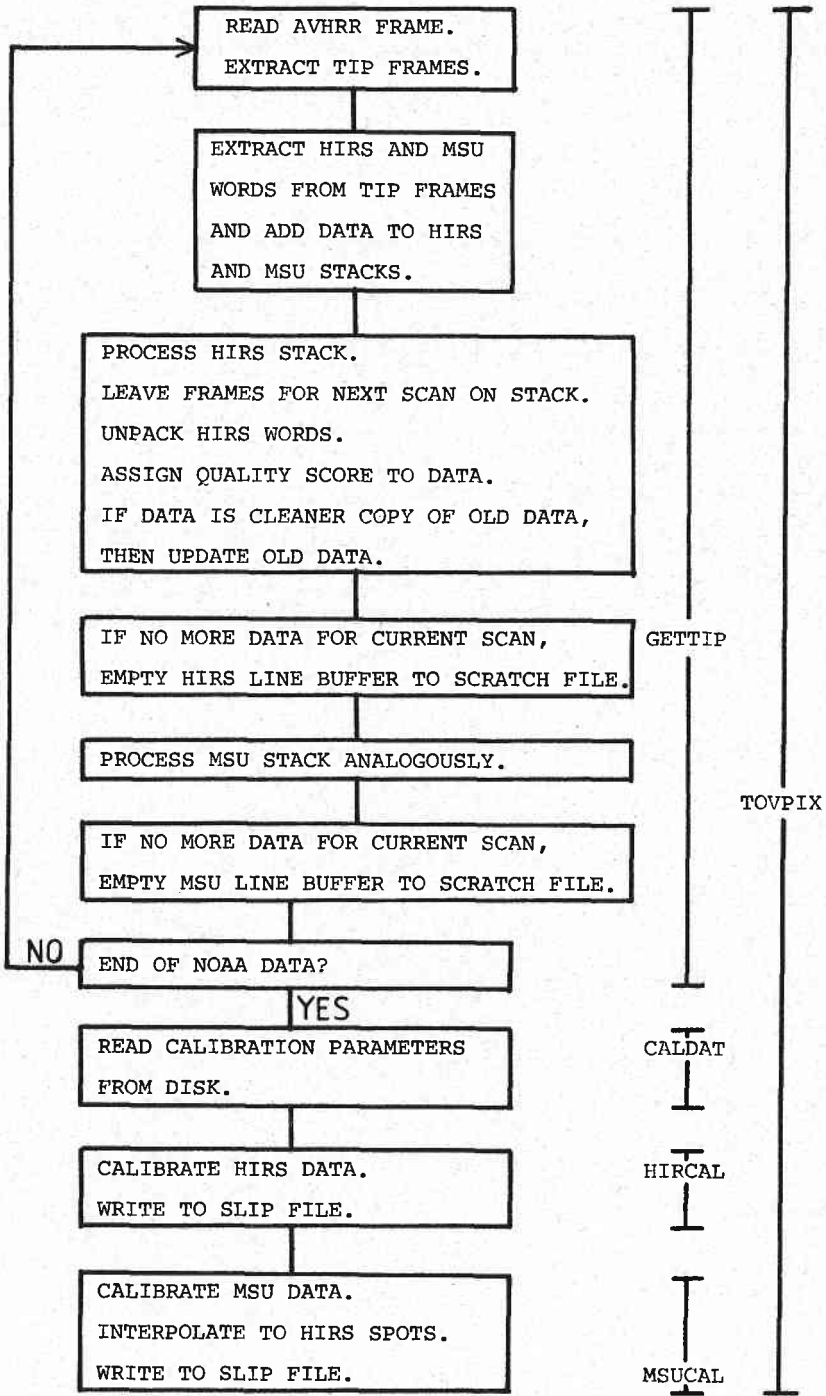 READ AVHRR FRAME.
EXTRACT TIP FRAMES.
EXTRACT HIRS AND MSU
WORDS FROM TIP FRAMES
AND ADD DATA TO HIRS
AND MSU STACKS.
PROCESS HIRS STACK.
LEAVE FRAMES FOR NEXT SCAN ON STACK.
UNPACK HIRS WORDS.
ASSIGN QUALITY SCORE TO DATA.
IF DATA IS CLEANER COPY OF OLD DATA,
THEN UPDATE OLD DATA.
IF NO MORE DATA FOR CURRENT SCAN,
EMPTY HIRS LINE BUFFER TO SCRATCH FILE.
GETTIP
PROCESS MSU STACK ANALOGOUSLY.
TOVPIX
IF NO MORE DATA FOR CURRENT SCAN,
EMPTY MSU LINE BUFFER TO SCRATCH FILE.
NO
END OF NOAA DATA?
YES
READ CALIBRATION PARAMETERS
FROM DISK.
CALDAT
CALIBRATE HIRS DATA.
WRITE TO SLIP FILE.
HIRCAL
CALIBRATE MSU DATA.
INTERPOLATE TO HIRS SPOTS.
WRITE TO SLIP FILE.
MSUCAL